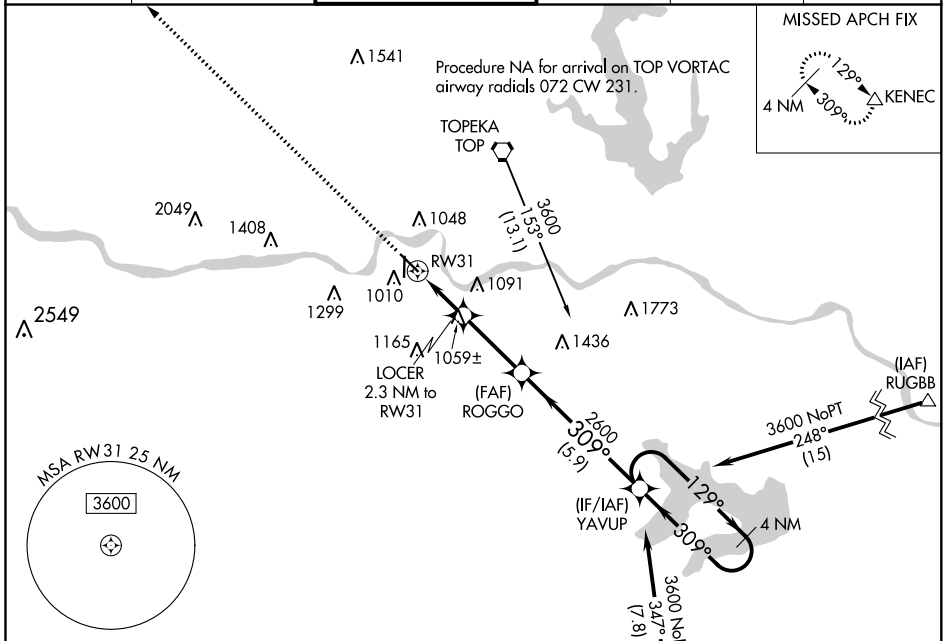 MISSED APCH FIX
129°
4 NM
309°
KENEC
1541
Procedure NA for arrival on TOP VORTAC
airway radials 072 CW 231.
TOPEKA
TOP
3600
153°
(13.1)
2049
1408
1048
RW31
1010
1091
1299
1773
2549
1165
1059±
1436
LOCER
2.3 NM to
RW31
(FAF)
ROGGO
(IAF)
RUGBB
3600 NoPT
248°
(15)
2600
309°
(5.9)
MSA RW31 25 NM
3600
(IF/IAF)
YAVUP
129°
4 NM
309°
3600
347°
(7.8)